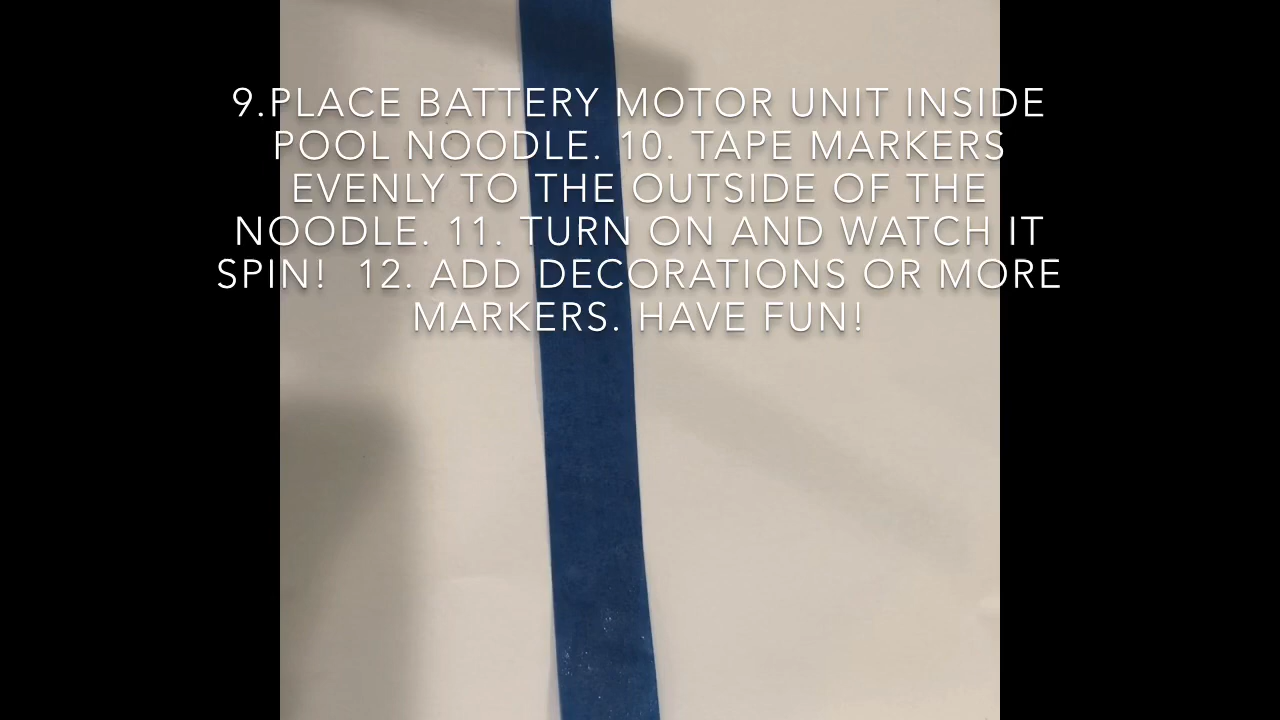 9.PLACE BATTERY MOTOR UNIT INSIDE
POOL NOODLE. 10. TAPE MARKERS
EVENLY TO THE OUTSIDE OF THE
NOODLE. 11. TURN ON AND WATCH IT
SPIN! 12. ADD DECORATIONS OR MORE
MARKERS. HAVE FUN!